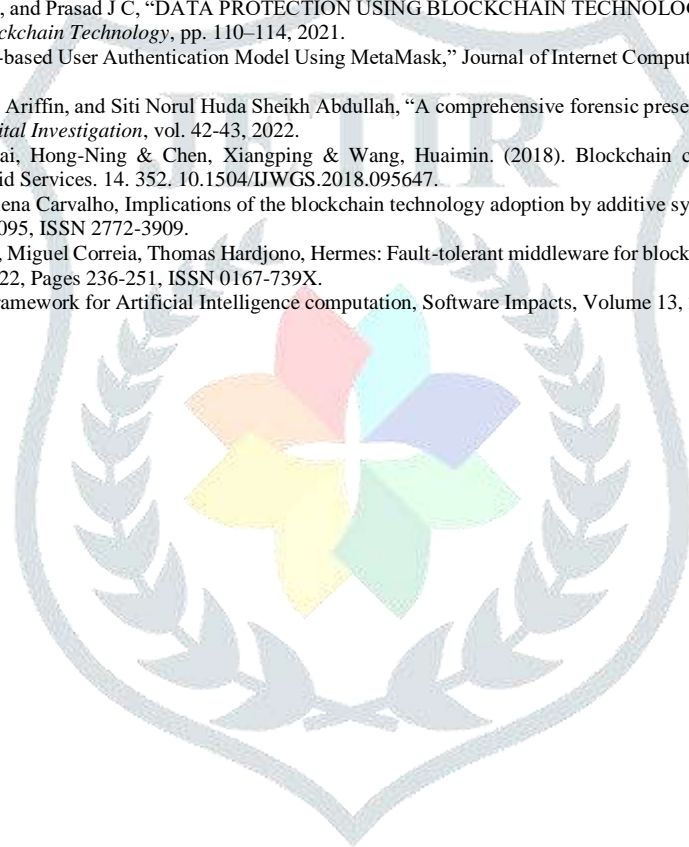 , and Prasad J C, “DATA PROTECTION USING BLOCKCHAIN TECHNOLOG
ckchain Technology, pp. 110–114, 2021.
-based User Authentication Model Using MetaMask,” Journal of Internet Comput
Ariffin, and Siti Norul Huda Sheikh Abdullah, “A comprehensive forensic prese
ital Investigation, vol. 42-43, 2022.
ai, Hong-Ning & Chen, Xiangping & Wang, Huaimin. (2018). Blockchain c
id Services. 14. 352. 10.1504/IJWGS.2018.095647.
ena Carvalho, Implications of the blockchain technology adoption by additive sy
095, ISSN 2772-3909.
, Miguel Correia, Thomas Hardjono, Hermes: Fault-tolerant middleware for block
22, Pages 236-251, ISSN 0167-739X.
ramework for Artificial Intelligence computation, Software Impacts, Volume 13,
JETIR